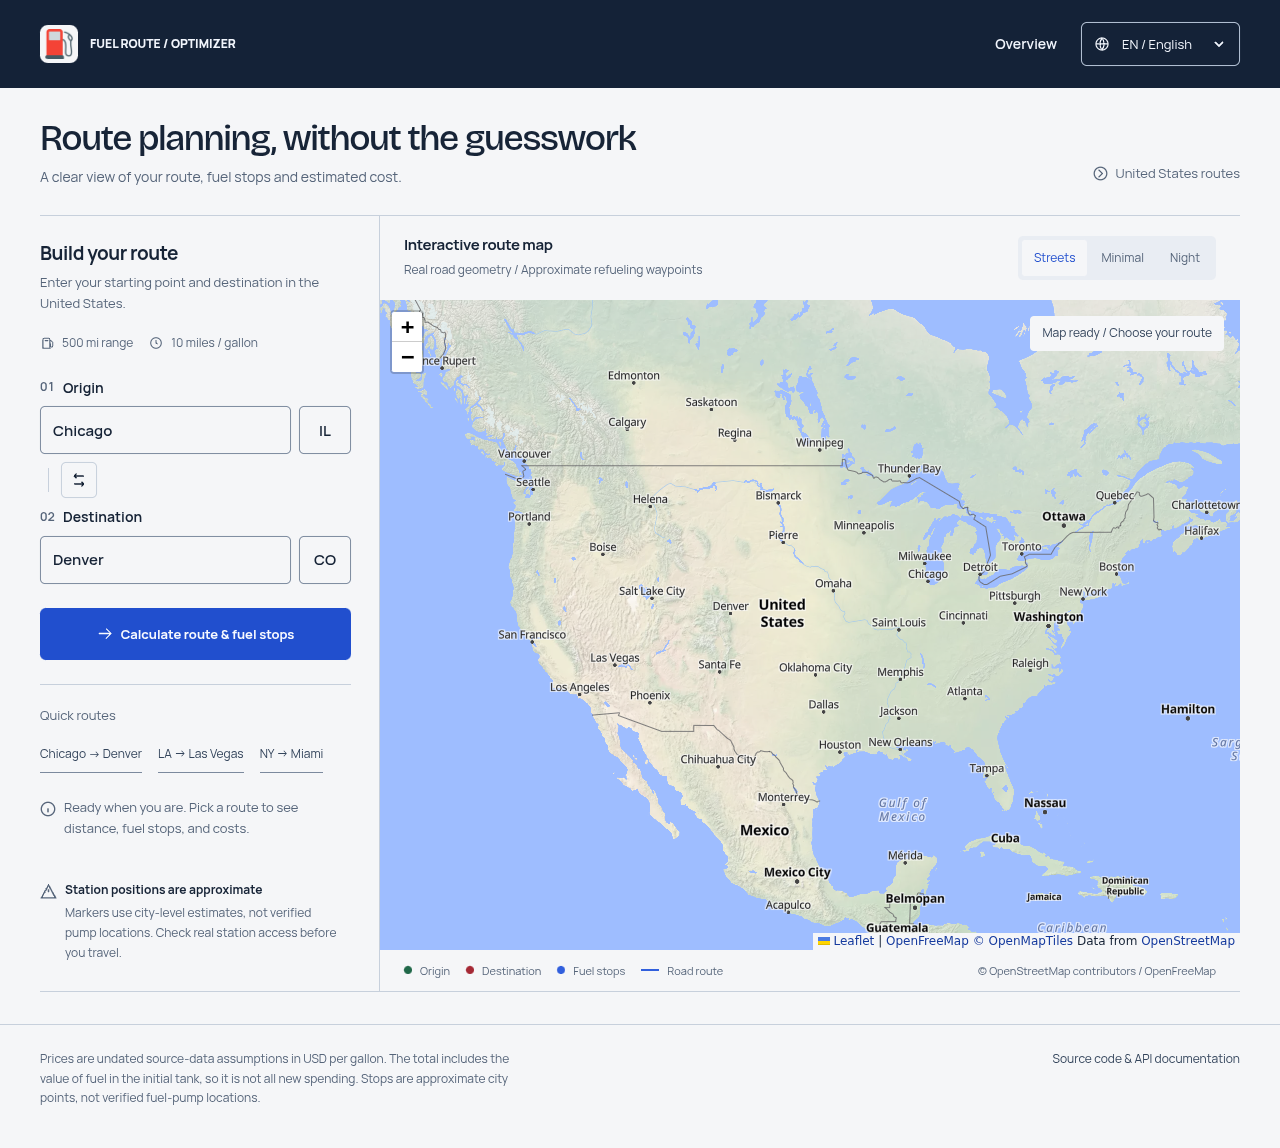 FUEL ROUTE / OPTIMIZER
Overview
EN / English
Route planning, without the guesswork
A clear view of your route, fuel stops and estimated cost.
United States routes
Build your route
Enter your starting point and destination in the
United States.
500 mi range
10 miles / gallon
01 Origin
Chicago
IL
02 Destination
Denver
CO
Calculate route & fuel stops
Quick routes
Chicago → Denver
LA → Las Vegas
NY → Miami
Ready when you are. Pick a route to see
distance, fuel stops, and costs.
Station positions are approximate
Markers use city-level estimates, not verified
pump locations. Check real station access before
you travel.
Interactive route map
Real road geometry / Approximate refueling waypoints
Streets
Minimal
Night
+
−
Map ready / Choose your route
nce Rupert
Edmonton
Saskatoon
Calgary
Regina
Winnipeg
Vancouver
Thunder Bay
Seattle
Helena
Bismarck
Quebec
Charlottetown
Portland
Minneapolis
Ottawa
Halifax
Boise
Pierre
Milwaukee
Toronto
Chicago
Detroit
Boston
Salt Lake City
Omaha
Pittsburgh
New York
Denver
United
States
Saint Louis
Cincinnati
Washington
San Francisco
Las Vegas
Santa Fe
Oklahoma City
Memphis
Raleigh
Los Angeles
Phoenix
Atlanta
Dallas
Jackson
Hamilton
Houston
New Orleans
Sarg
S
Chihuahua City
Tampa
Monterrey
Gulf of
Mexico
Nassau
Mexico
Cuba
Mérida
Mexico City
Dominican
Republic
Jamaica
Belmopan
Acapulco
Guatemala
Caribbean
Leaflet | OpenFreeMap © OpenMapTiles Data from OpenStreetMap
Origin
Destination
Fuel stops
Road route
© OpenStreetMap contributors / OpenFreeMap
Prices are undated source-data assumptions in USD per gallon. The total includes the
value of fuel in the initial tank, so it is not all new spending. Stops are approximate city
points, not verified fuel-pump locations.
Source code & API documentation